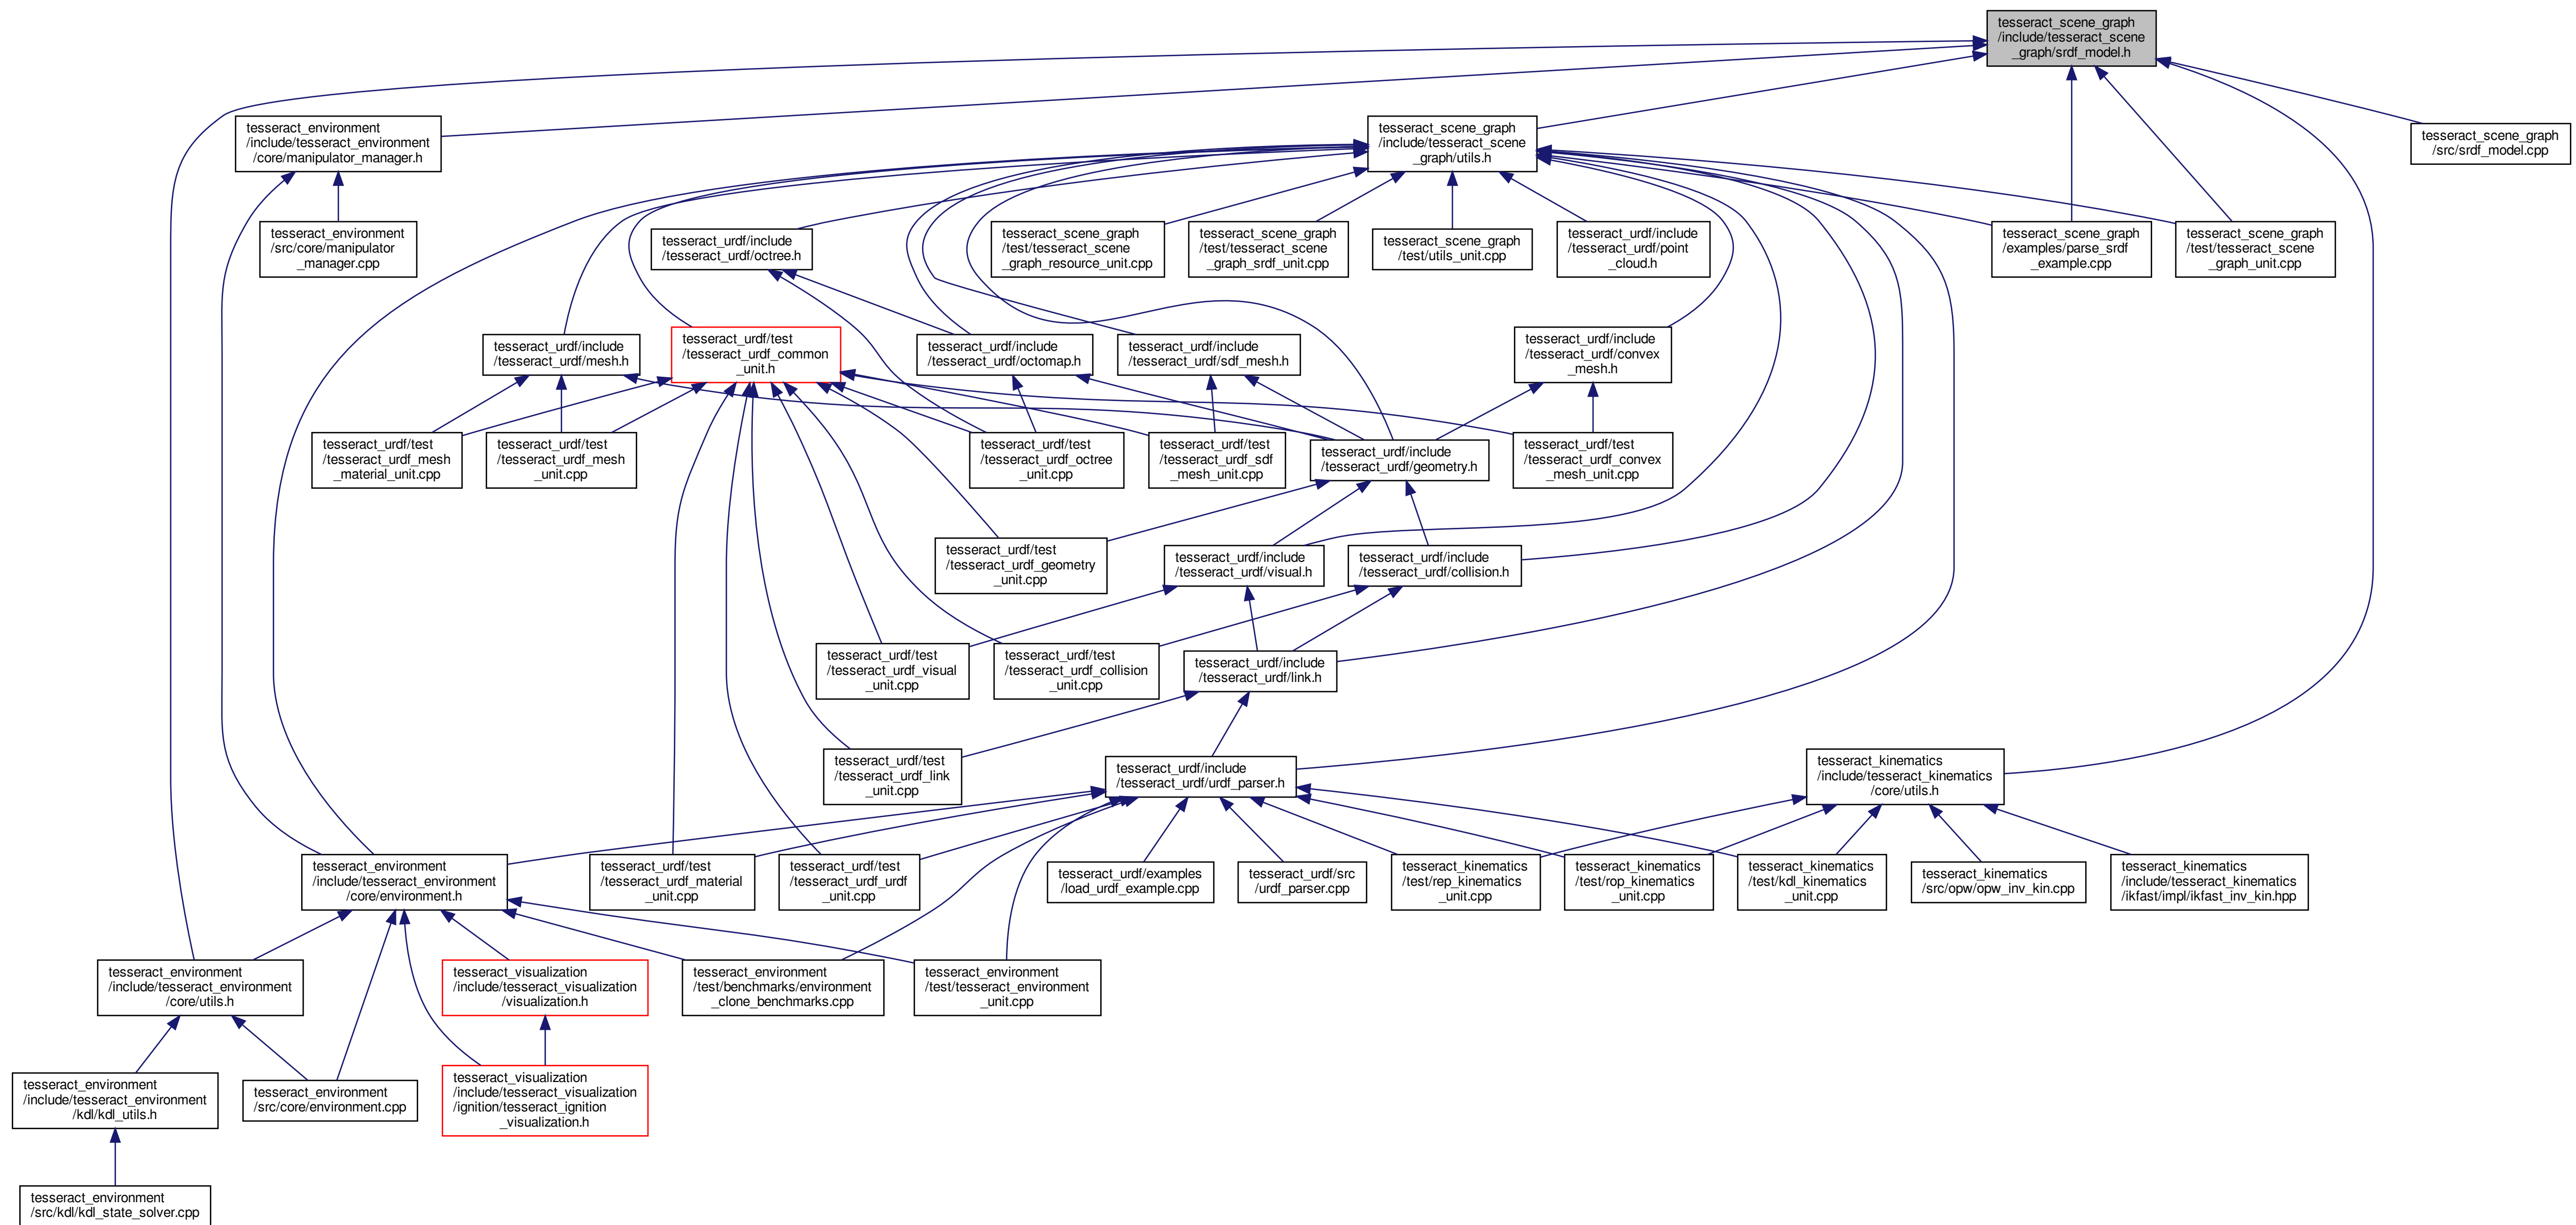 tesseract_scene_graph
/include/tesseract_scene
_graph/srdf_model.h
tesseract_environment
/include/tesseract_environment
/core/manipulator_manager.h
tesseract_scene_graph
/include/tesseract_scene
_graph/utils.h
tesseract_scene_graph
/src/srdf_model.cpp
tesseract_environment
/src/core/manipulator
_manager.cpp
tesseract_urdf/include
/tesseract_urdf/octree.h
tesseract_scene_graph
/test/tesseract_scene
_graph_resource_unit.cpp
tesseract_scene_graph
/test/tesseract_scene
_graph_srdf_unit.cpp
tesseract_scene_graph
/test/utils_unit.cpp
tesseract_urdf/include
/tesseract_urdf/point
_cloud.h
tesseract_scene_graph
/examples/parse_srdf
_example.cpp
tesseract_scene_graph
/test/tesseract_scene
_graph_unit.cpp
tesseract_urdf/include
/tesseract_urdf/mesh.h
tesseract_urdf/test
/tesseract_urdf_common
_unit.h
tesseract_urdf/include
/tesseract_urdf/octomap.h
tesseract_urdf/include
/tesseract_urdf/sdf_mesh.h
tesseract_urdf/include
/tesseract_urdf/convex
_mesh.h
tesseract_urdf/test
/tesseract_urdf_mesh
_material_unit.cpp
tesseract_urdf/test
/tesseract_urdf_mesh
_unit.cpp
tesseract_urdf/test
/tesseract_urdf_octree
_unit.cpp
tesseract_urdf/test
/tesseract_urdf_sdf
_mesh_unit.cpp
tesseract_urdf/include
/tesseract_urdf/geometry.h
tesseract_urdf/test
/tesseract_urdf_convex
_mesh_unit.cpp
tesseract_urdf/test
/tesseract_urdf_geometry
_unit.cpp
tesseract_urdf/include
/tesseract_urdf/visual.h
tesseract_urdf/include
/tesseract_urdf/collision.h
tesseract_urdf/test
/tesseract_urdf_visual
_unit.cpp
tesseract_urdf/test
/tesseract_urdf_collision
_unit.cpp
tesseract_urdf/include
/tesseract_urdf/link.h
tesseract_urdf/test
/tesseract_urdf_link
_unit.cpp
tesseract_urdf/include
/tesseract_urdf/urdf_parser.h
tesseract_kinematics
/include/tesseract_kinematics
/core/utils.h
tesseract_environment
/include/tesseract_environment
/core/environment.h
tesseract_urdf/test
/tesseract_urdf_material
_unit.cpp
tesseract_urdf/test
/tesseract_urdf_urdf
_unit.cpp
tesseract_urdf/examples
/load_urdf_example.cpp
tesseract_urdf/src
/urdf_parser.cpp
tesseract_kinematics
/test/rep_kinematics
_unit.cpp
tesseract_kinematics
/test/rop_kinematics
_unit.cpp
tesseract_kinematics
/test/kdl_kinematics
_unit.cpp
tesseract_kinematics
/src/opw/opw_inv_kin.cpp
tesseract_kinematics
/include/tesseract_kinematics
/ikfast/impl/ikfast_inv_kin.hpp
tesseract_environment
/include/tesseract_environment
/core/utils.h
tesseract_visualization
/include/tesseract_visualization
/visualization.h
tesseract_environment
/test/benchmarks/environment
_clone_benchmarks.cpp
tesseract_environment
/test/tesseract_environment
_unit.cpp
tesseract_environment
/include/tesseract_environment
/kdl/kdl_utils.h
tesseract_environment
/src/core/environment.cpp
tesseract_visualization
/include/tesseract_visualization
/ignition/tesseract_ignition
_visualization.h
tesseract_environment
/src/kdl/kdl_state_solver.cpp